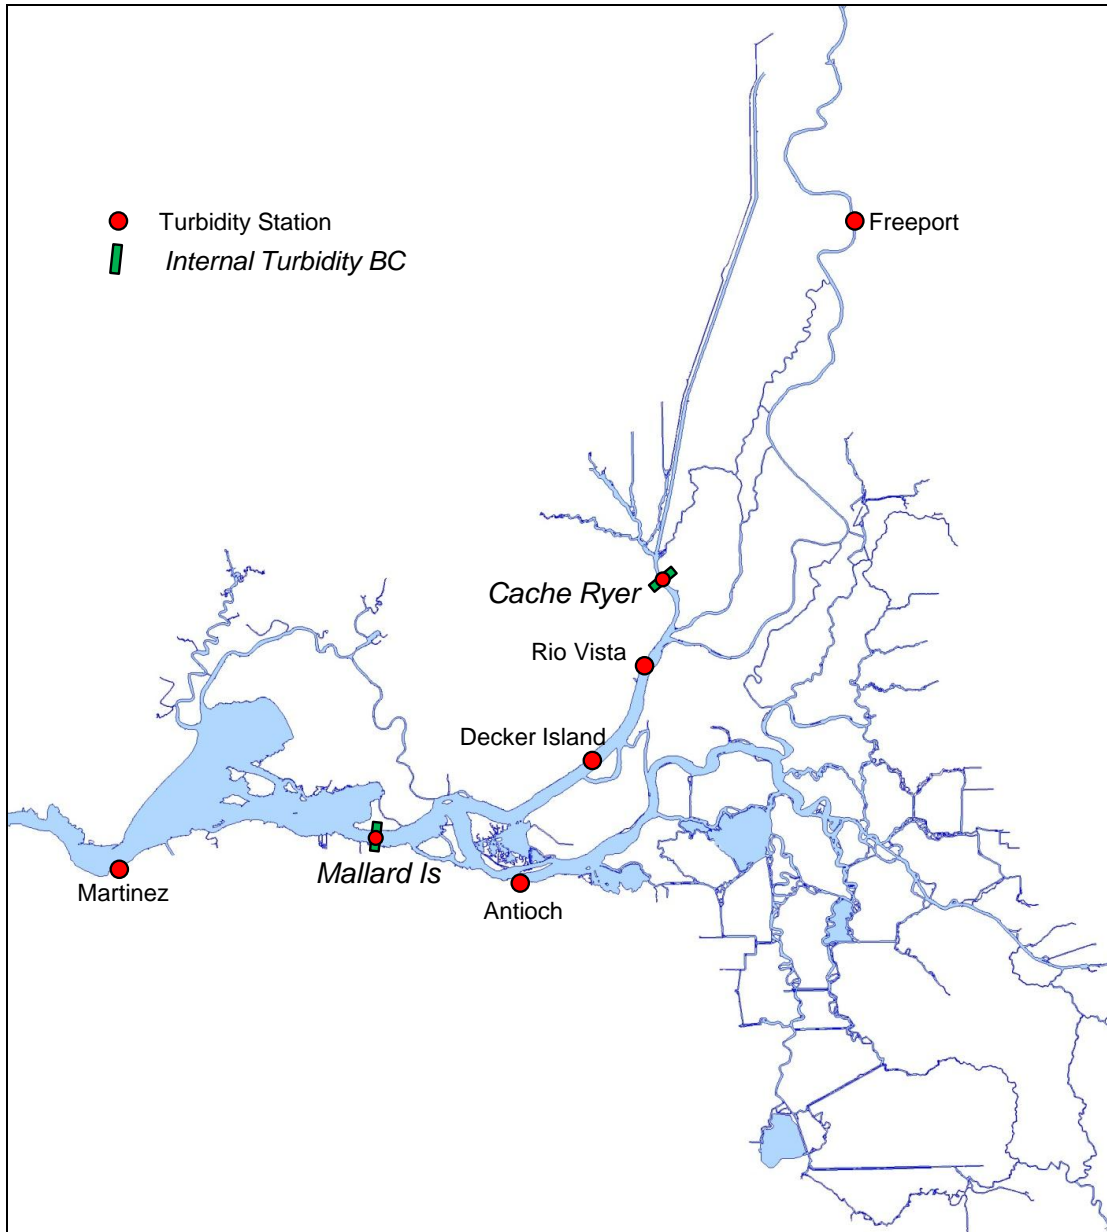 Turbidity Station
Internal Turbidity BC
Freeport
Cache Ryer
Rio Vista
Decker Island
Mallard Is
Martinez
Antioch